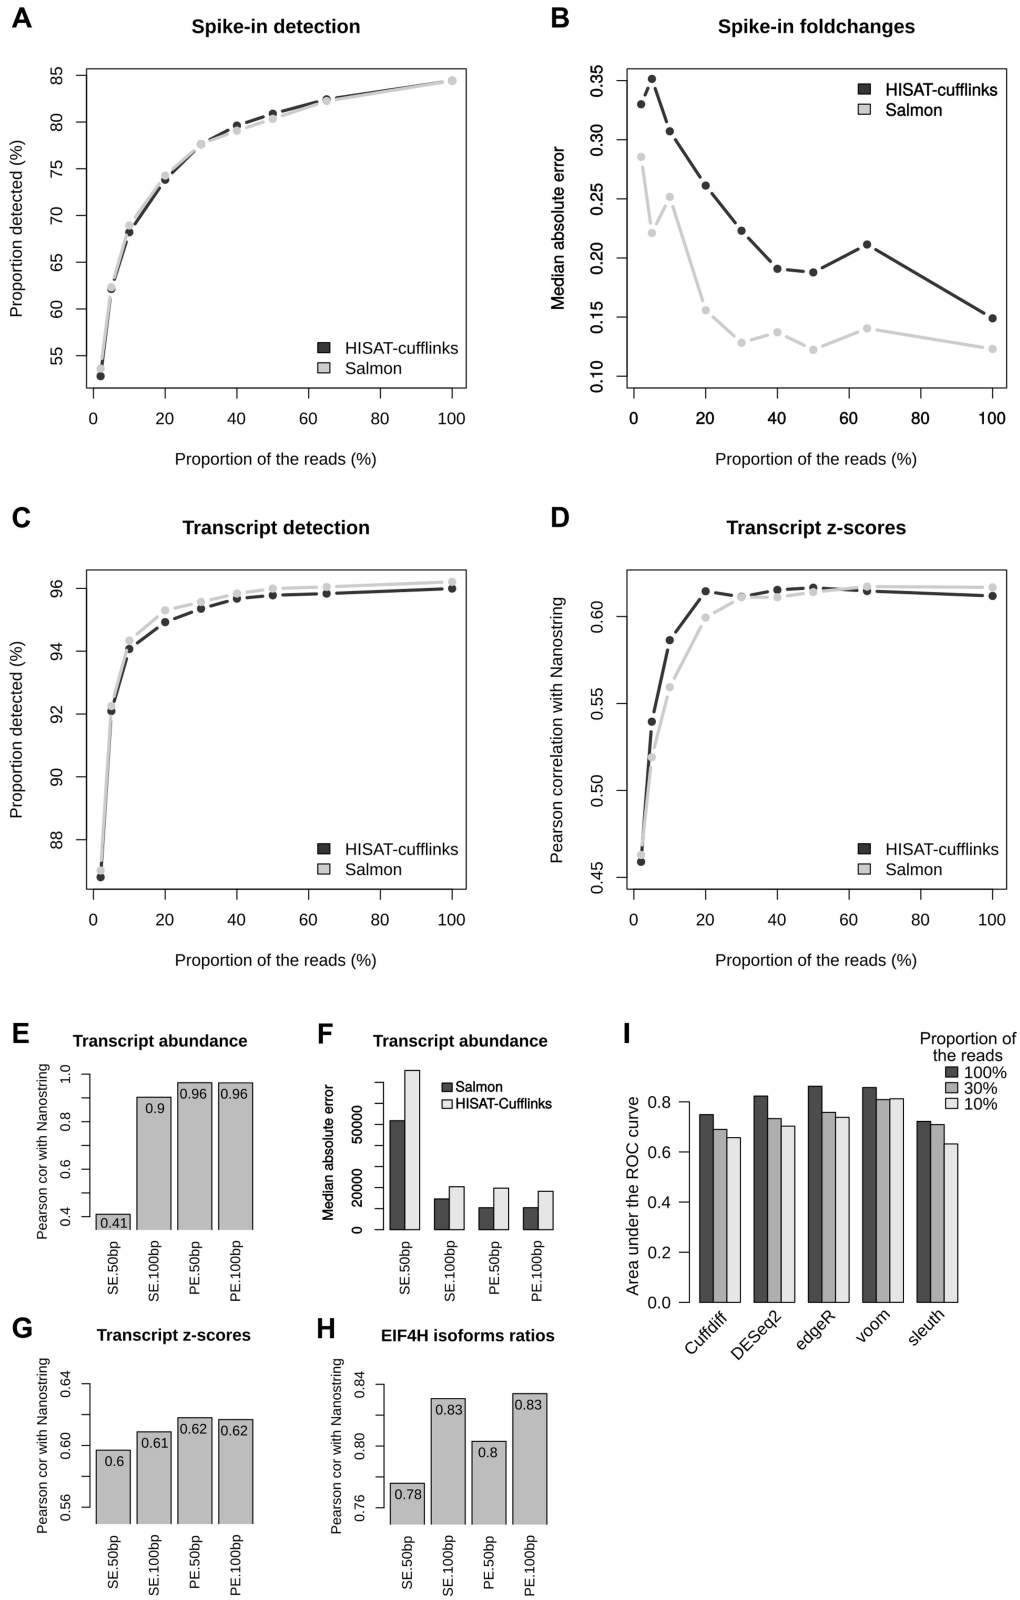 A
Spike-in detection
Proportion detected (%)
85
80
75
70
65
60
55
HISAT-cufflinks
Salmon
0 20 40 60 80 100
Proportion of the reads (%)
B
Spike-in foldchanges
Median absolute error
0.35
0.30
0.25
0.20
0.15
0.10
HISAT-cufflinks
Salmon
0 20 40 60 80 100
Proportion of the reads (%)
C
Transcript detection
Proportion detected (%)
96
94
92
90
88
HISAT-cufflinks
Salmon
0 20 40 60 80 100
Proportion of the reads (%)
D
Transcript z-scores
Pearson correlation with Nanostring
0.60
0.55
0.50
0.45
HISAT-cufflinks
Salmon
0 20 40 60 80 100
Proportion of the reads (%)
E
Transcript abundance
Pearson cor with Nanostring
1.0
0.8
0.6
0.4
0.41
0.9
0.96
0.96
SE.50bp
SE.100bp
PE.50bp
PE.100bp
F
Transcript abundance
Median absolute error
50000
20000
0
Salmon
HISAT-Cufflinks
SE.50bp
SE.100bp
PE.50bp
PE.100bp
I
Proportion of
the reads
100%
30%
10%
Area under the ROC curve
0.8
0.6
0.4
0.2
0.0
Cuffdiff
DESeq2
edgeR
voom
sleuth
G
Transcript z-scores
Pearson cor with Nanostring
0.64
0.60
0.56
0.6
0.61
0.62
0.62
SE.50bp
SE.100bp
PE.50bp
PE.100bp
H
EIF4H isoforms ratios
Pearson cor with Nanostring
0.84
0.80
0.76
0.78
0.83
0.8
0.83
SE.50bp
SE.100bp
PE.50bp
PE.100bp